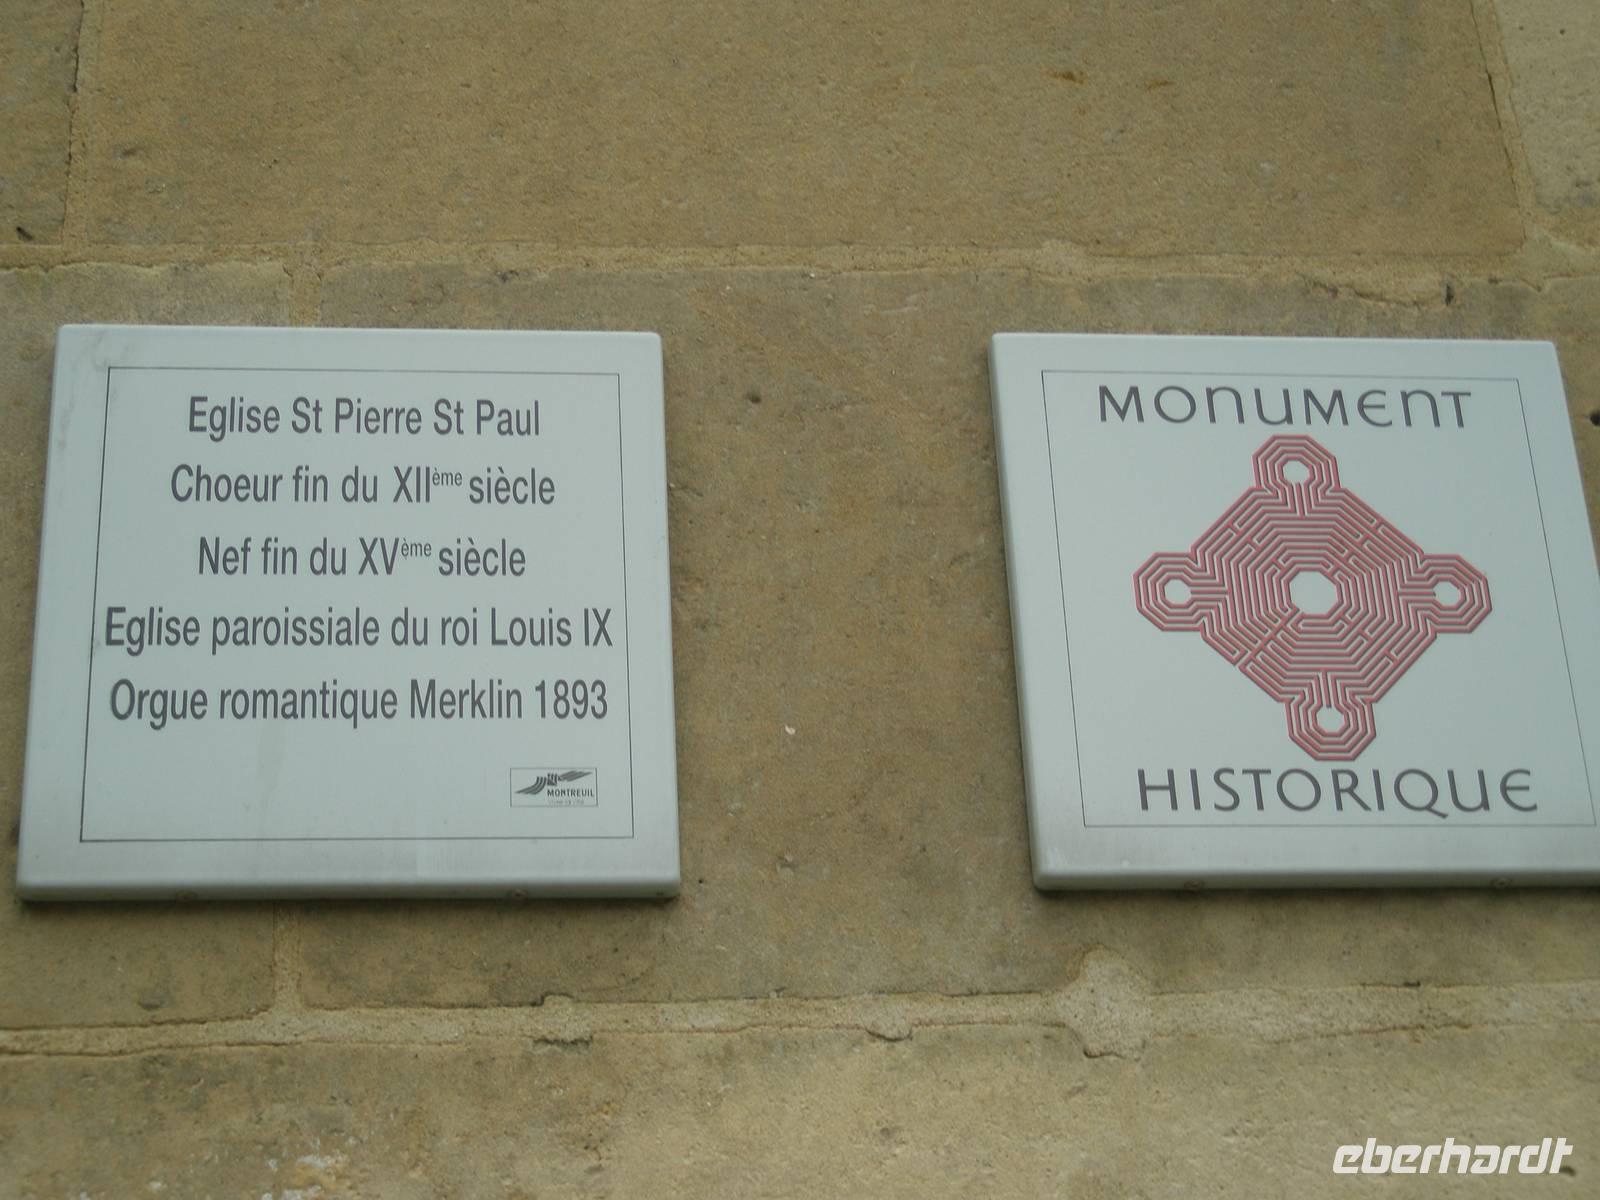 Eglise St Pierre St Paul
Choeur fin du XIIème siècle
Nef fin du XVème siècle
Eglise paroissiale du roi Louis IX
Orgue romantique Merklin 1893
MONTREUIL
MONUMENT
HISTORIQUE
eberhardt